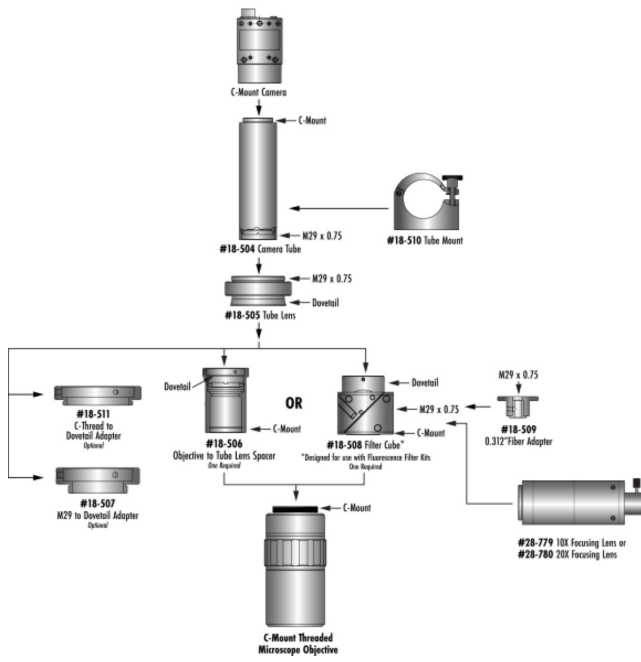 C-Mount Camera
C-Mount
M29 x 0.75
#18-504 Camera Tube
#18-510 Tube Mount
M29 x 0.75
Dovetail
#18-505 Tube Lens
#18-511
C-Thread to
Dovetail Adapter
Optional
#18-507
M29 to Dovetail Adapter
Optional
Dovetail
C-Mount
#18-506
Objective to Tube Lens Spacer
One Required
OR
Dovetail
M29 x 0.75
C-Mount
#18-508 Filter Cube*
*Designed for use with Fluorescence Filter Kits
One Required
M29 x 0.75
#18-509
0.312"Fiber Adapter
#28-779 10X Focusing Lens or
#28-780 20X Focusing Lens
C-Mount
C-Mount Threaded
Microscope Objective